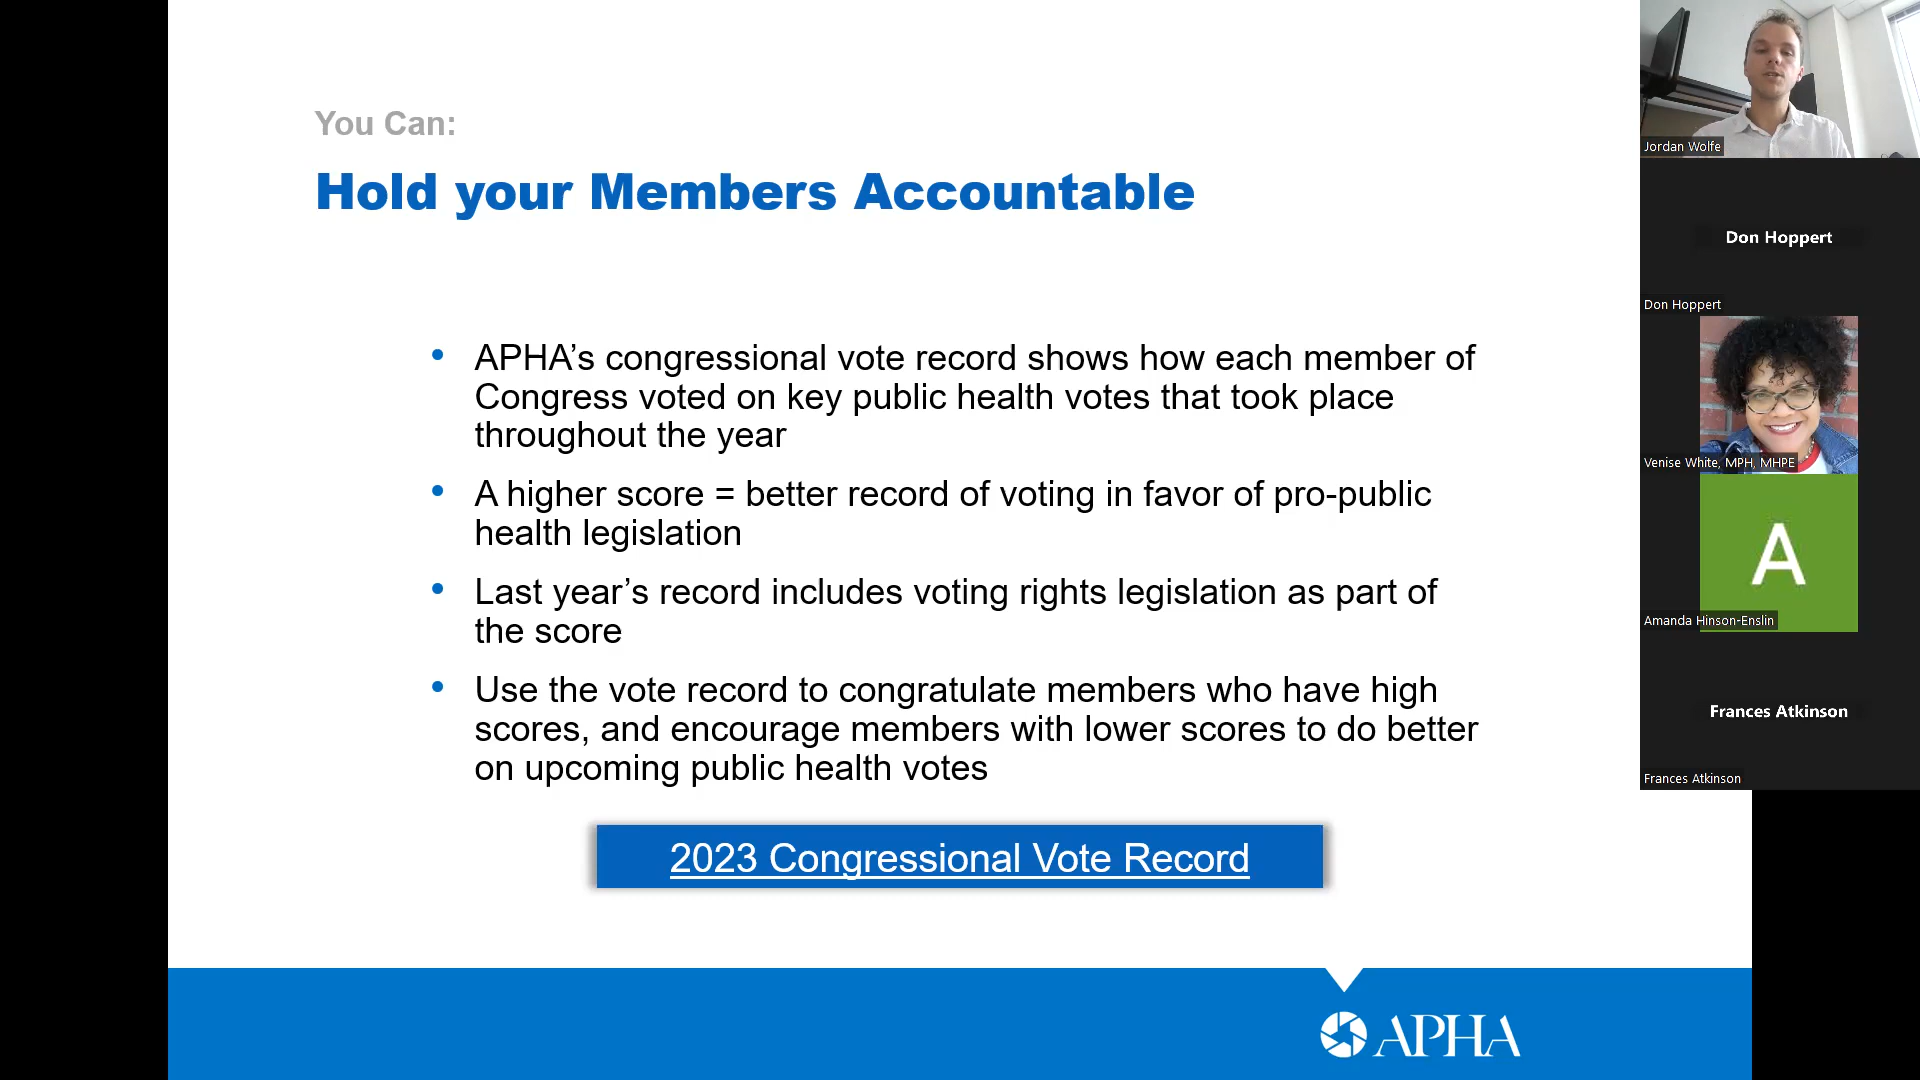 You Can:
Hold your Members Accountable
• APHA’s congressional vote record shows how each member of
Congress voted on key public health votes that took place
throughout the year
• A higher score = better record of voting in favor of pro-public
health legislation
• Last year’s record includes voting rights legislation as part of
the score
• Use the vote record to congratulate members who have high
scores, and encourage members with lower scores to do better
on upcoming public health votes
2023 Congressional Vote Record
APHA
Jordan Wolfe
Don Hoppert
Don Hoppert
Venise White, MPH, MHPE
A
Amanda Hinson-Enslin
Frances Atkinson
Frances Atkinson